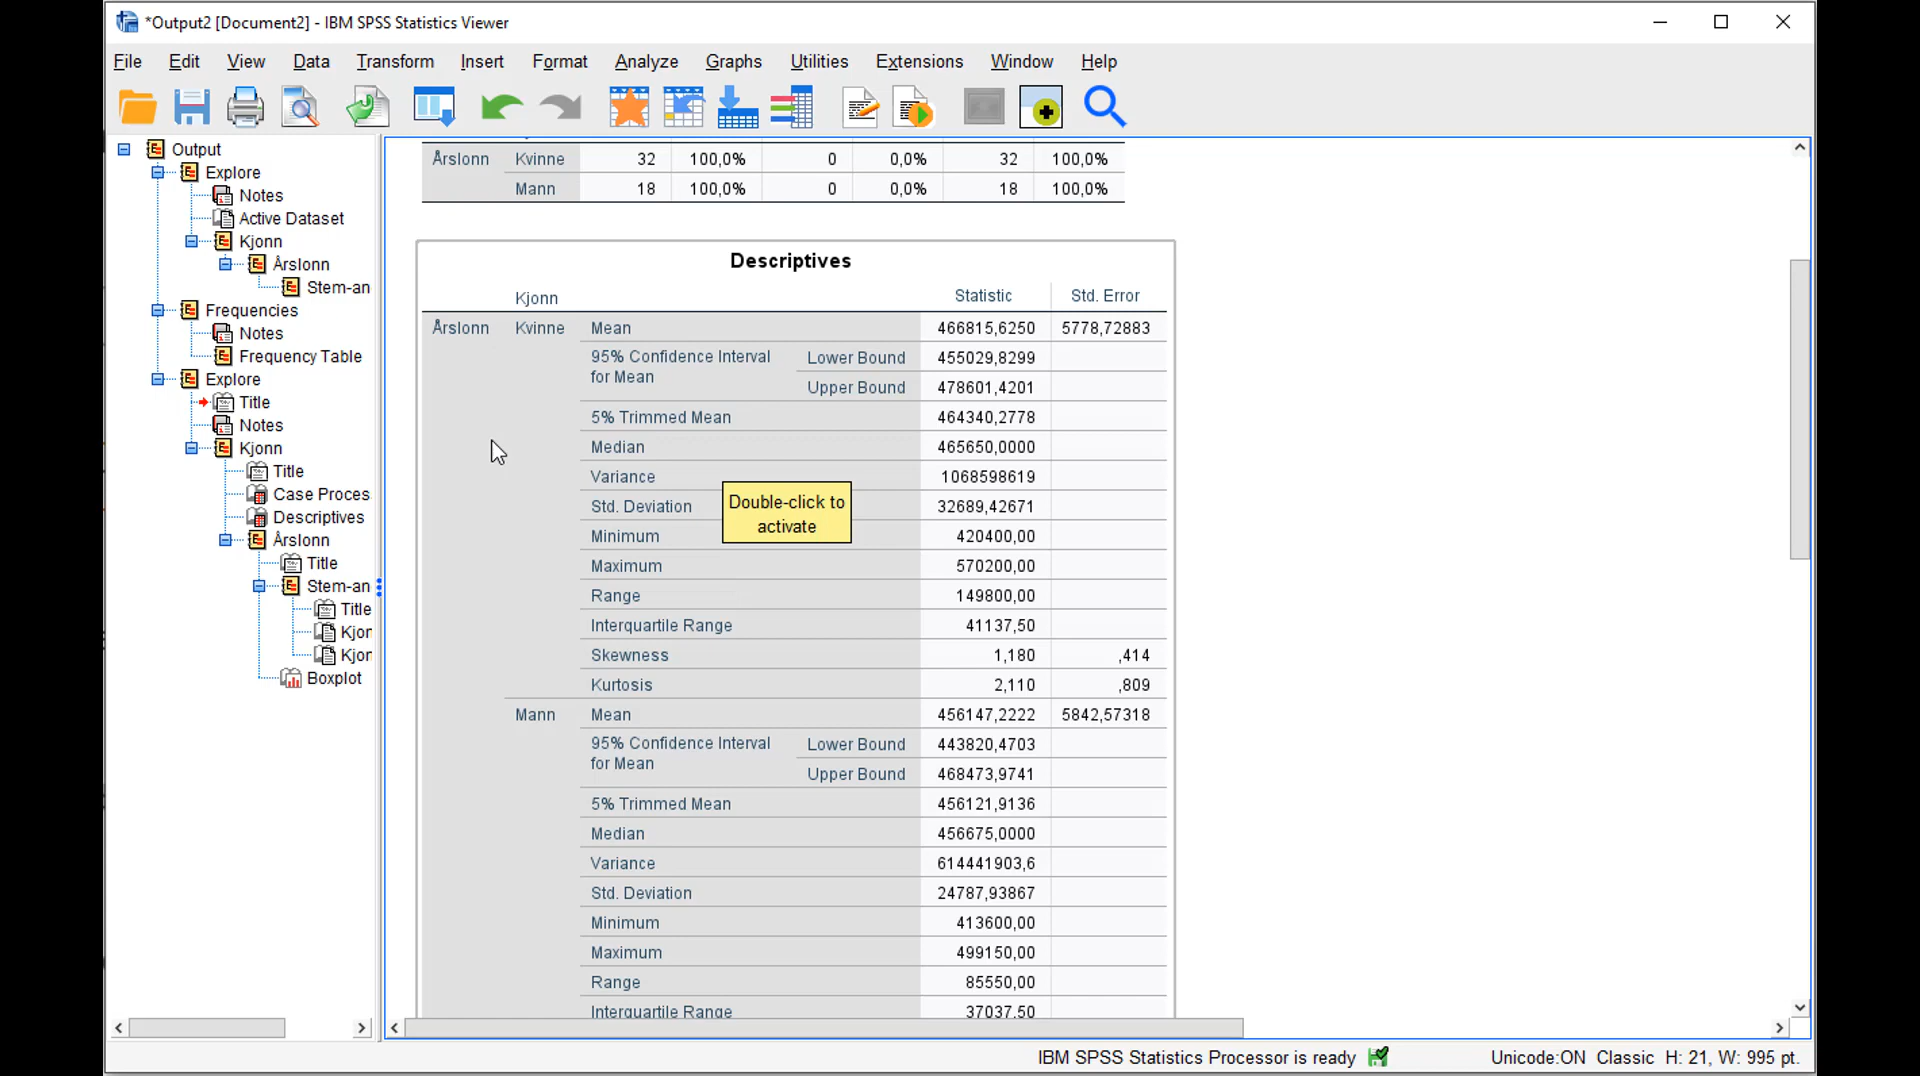 *Output2 [Document2] - IBM SPSS Statistics Viewer
File Edit View Data Transform Insert Format Analyze Graphs Utilities Extensions Window Help
Output
Explore
Notes
Active Dataset
Kjonn
Årslonn
Stem-an
Frequencies
Notes
Frequency Table
Explore
Title
Notes
Kjonn
Title
Case Proces
Descriptives
Årslonn
Title
Stem-an
Title
Kjor
Kjor
Boxplot
Årslonn Kvinne 32 100,0% 0 0,0% 32 100,0%
Mann 18 100,0% 0 0,0% 18 100,0%
Descriptives
Kjonn Statistic Std. Error
Årslonn Kvinne Mean 466815,6250 5778,72883
95% Confidence Interval for Mean Lower Bound 455029,8299
Upper Bound 478601,4201
5% Trimmed Mean 464340,2778
Median 465650,0000
Variance 1068598619
Std. Deviation 32689,42671
Minimum 420400,00
Maximum 570200,00
Range 149800,00
Interquartile Range 41137,50
Skewness 1,180 ,414
Kurtosis 2,110 ,809
Mann Mean 456147,2222 5842,57318
95% Confidence Interval for Mean Lower Bound 443820,4703
Upper Bound 468473,9741
5% Trimmed Mean 456121,9136
Median 456675,0000
Variance 614441903,6
Std. Deviation 24787,93867
Minimum 413600,00
Maximum 499150,00
Range 85550,00
Interquartile Range 37037,50
Double-click to
activate
IBM SPSS Statistics Processor is ready Unicode:ON Classic H: 21, W: 995 pt.